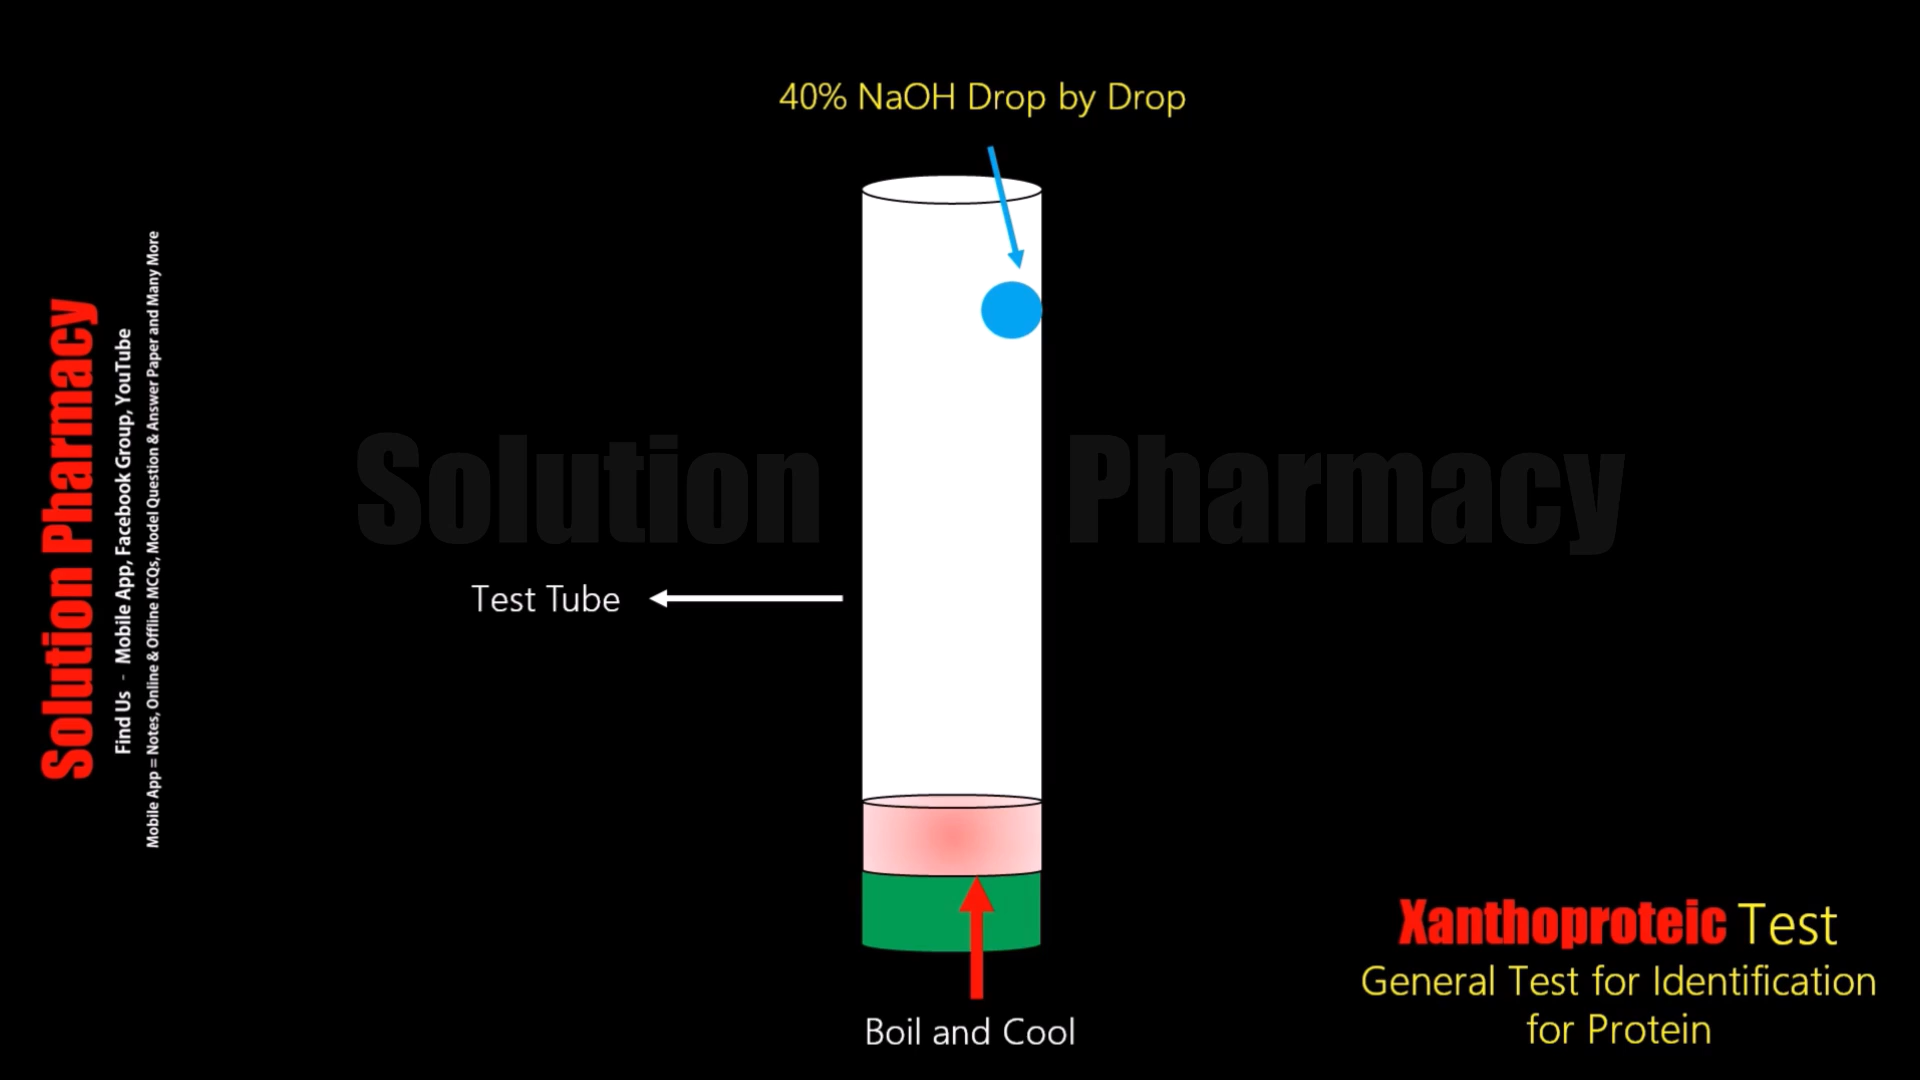 40% NaOH Drop by Drop
Solution Pharmacy
Find Us - Mobile App, Facebook Group, YouTube
Mobile App = Notes, Online & Offline MCQs, Model Question & Answer Paper and Many More
Solution Pharmacy
Test Tube
Boil and Cool
Xanthoproteic Test
General Test for Identification
for Protein